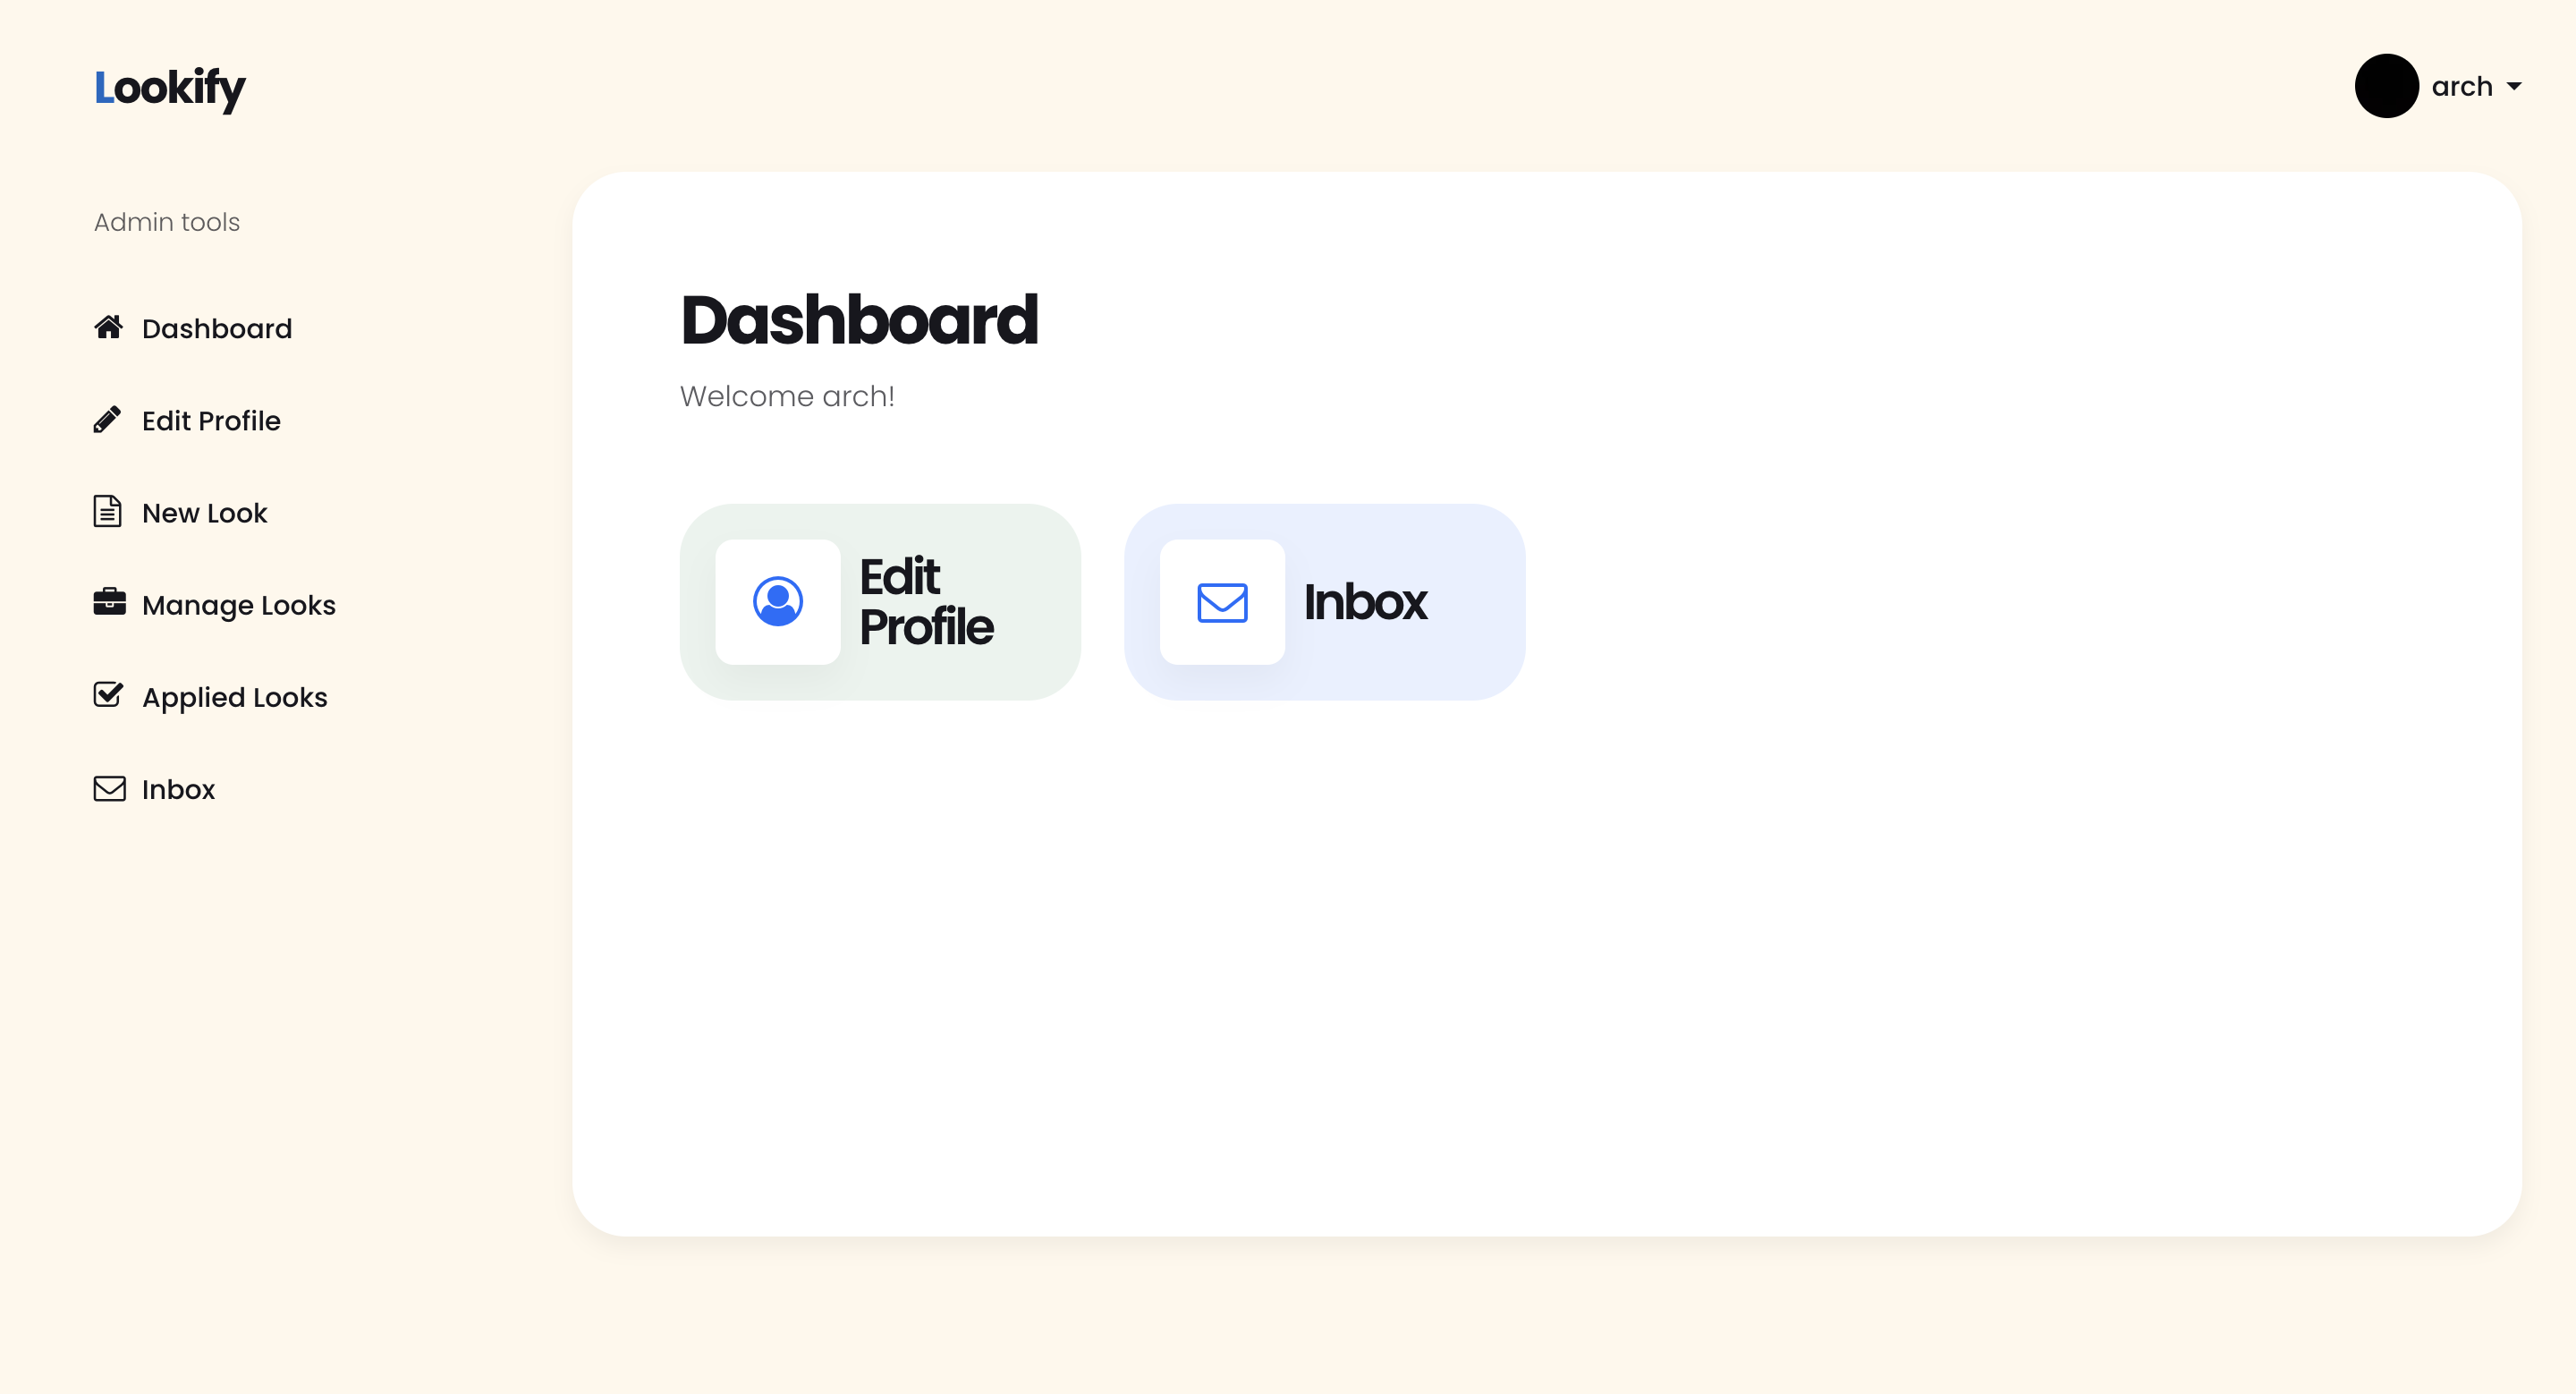 Lookify
arch
Admin tools
Dashboard
Edit Profile
New Look
Manage Looks
Applied Looks
Inbox
Dashboard
Welcome arch!
Edit
Profile
Inbox